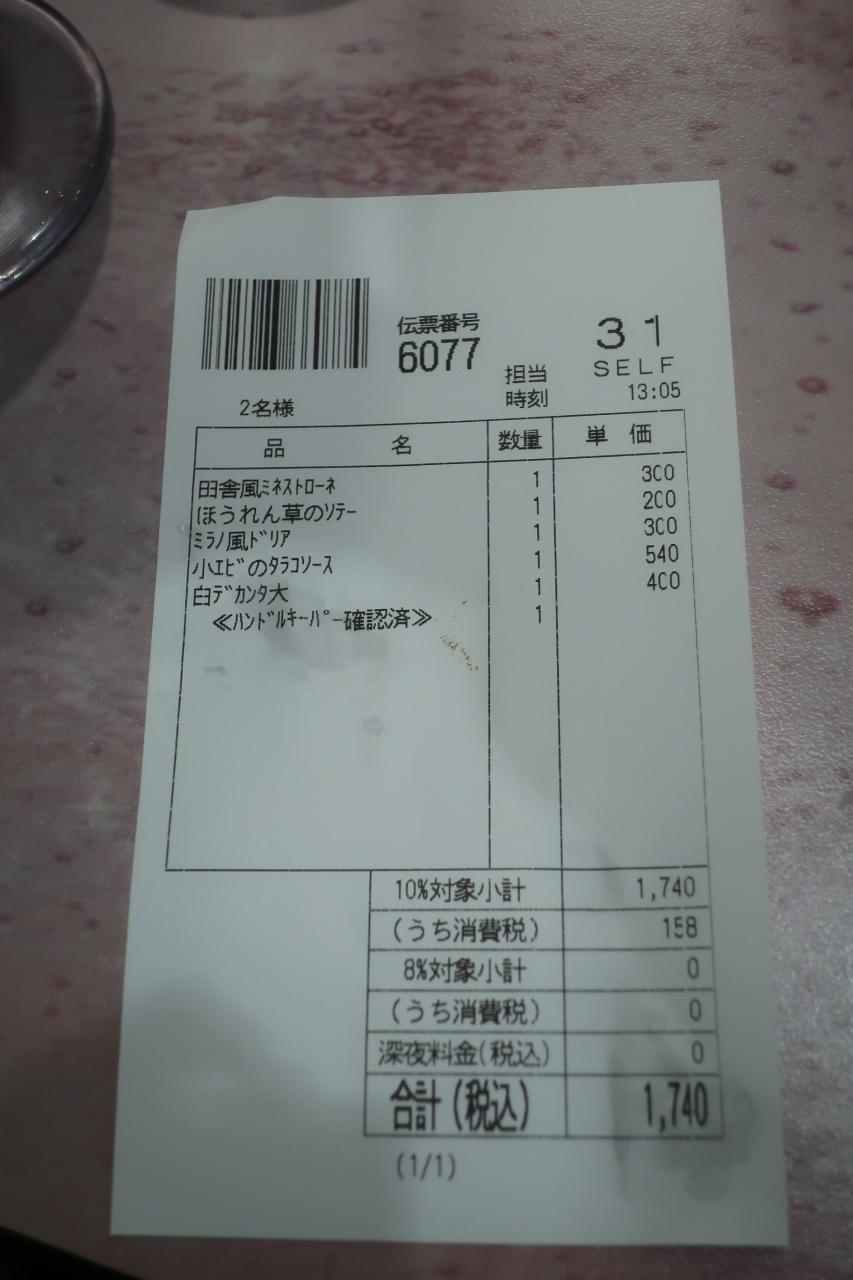 伝票番号
6077
31
SELF
担当
2名様
時刻 13:05
品名 数量 単価
田舎風ミネストローネ 1 300
ほうれん草のソテー 1 200
ミラノ風ドリア 1 300
小エビのタラコソース 1 540
白デカンタ大 1 400
≪ハンドルキーパー確認済≫ 1
10%対象小計 1,740
(うち消費税) 158
8%対象小計 0
(うち消費税) 0
深夜料金(税込) 0
合計(税込) 1,740
(1/1)